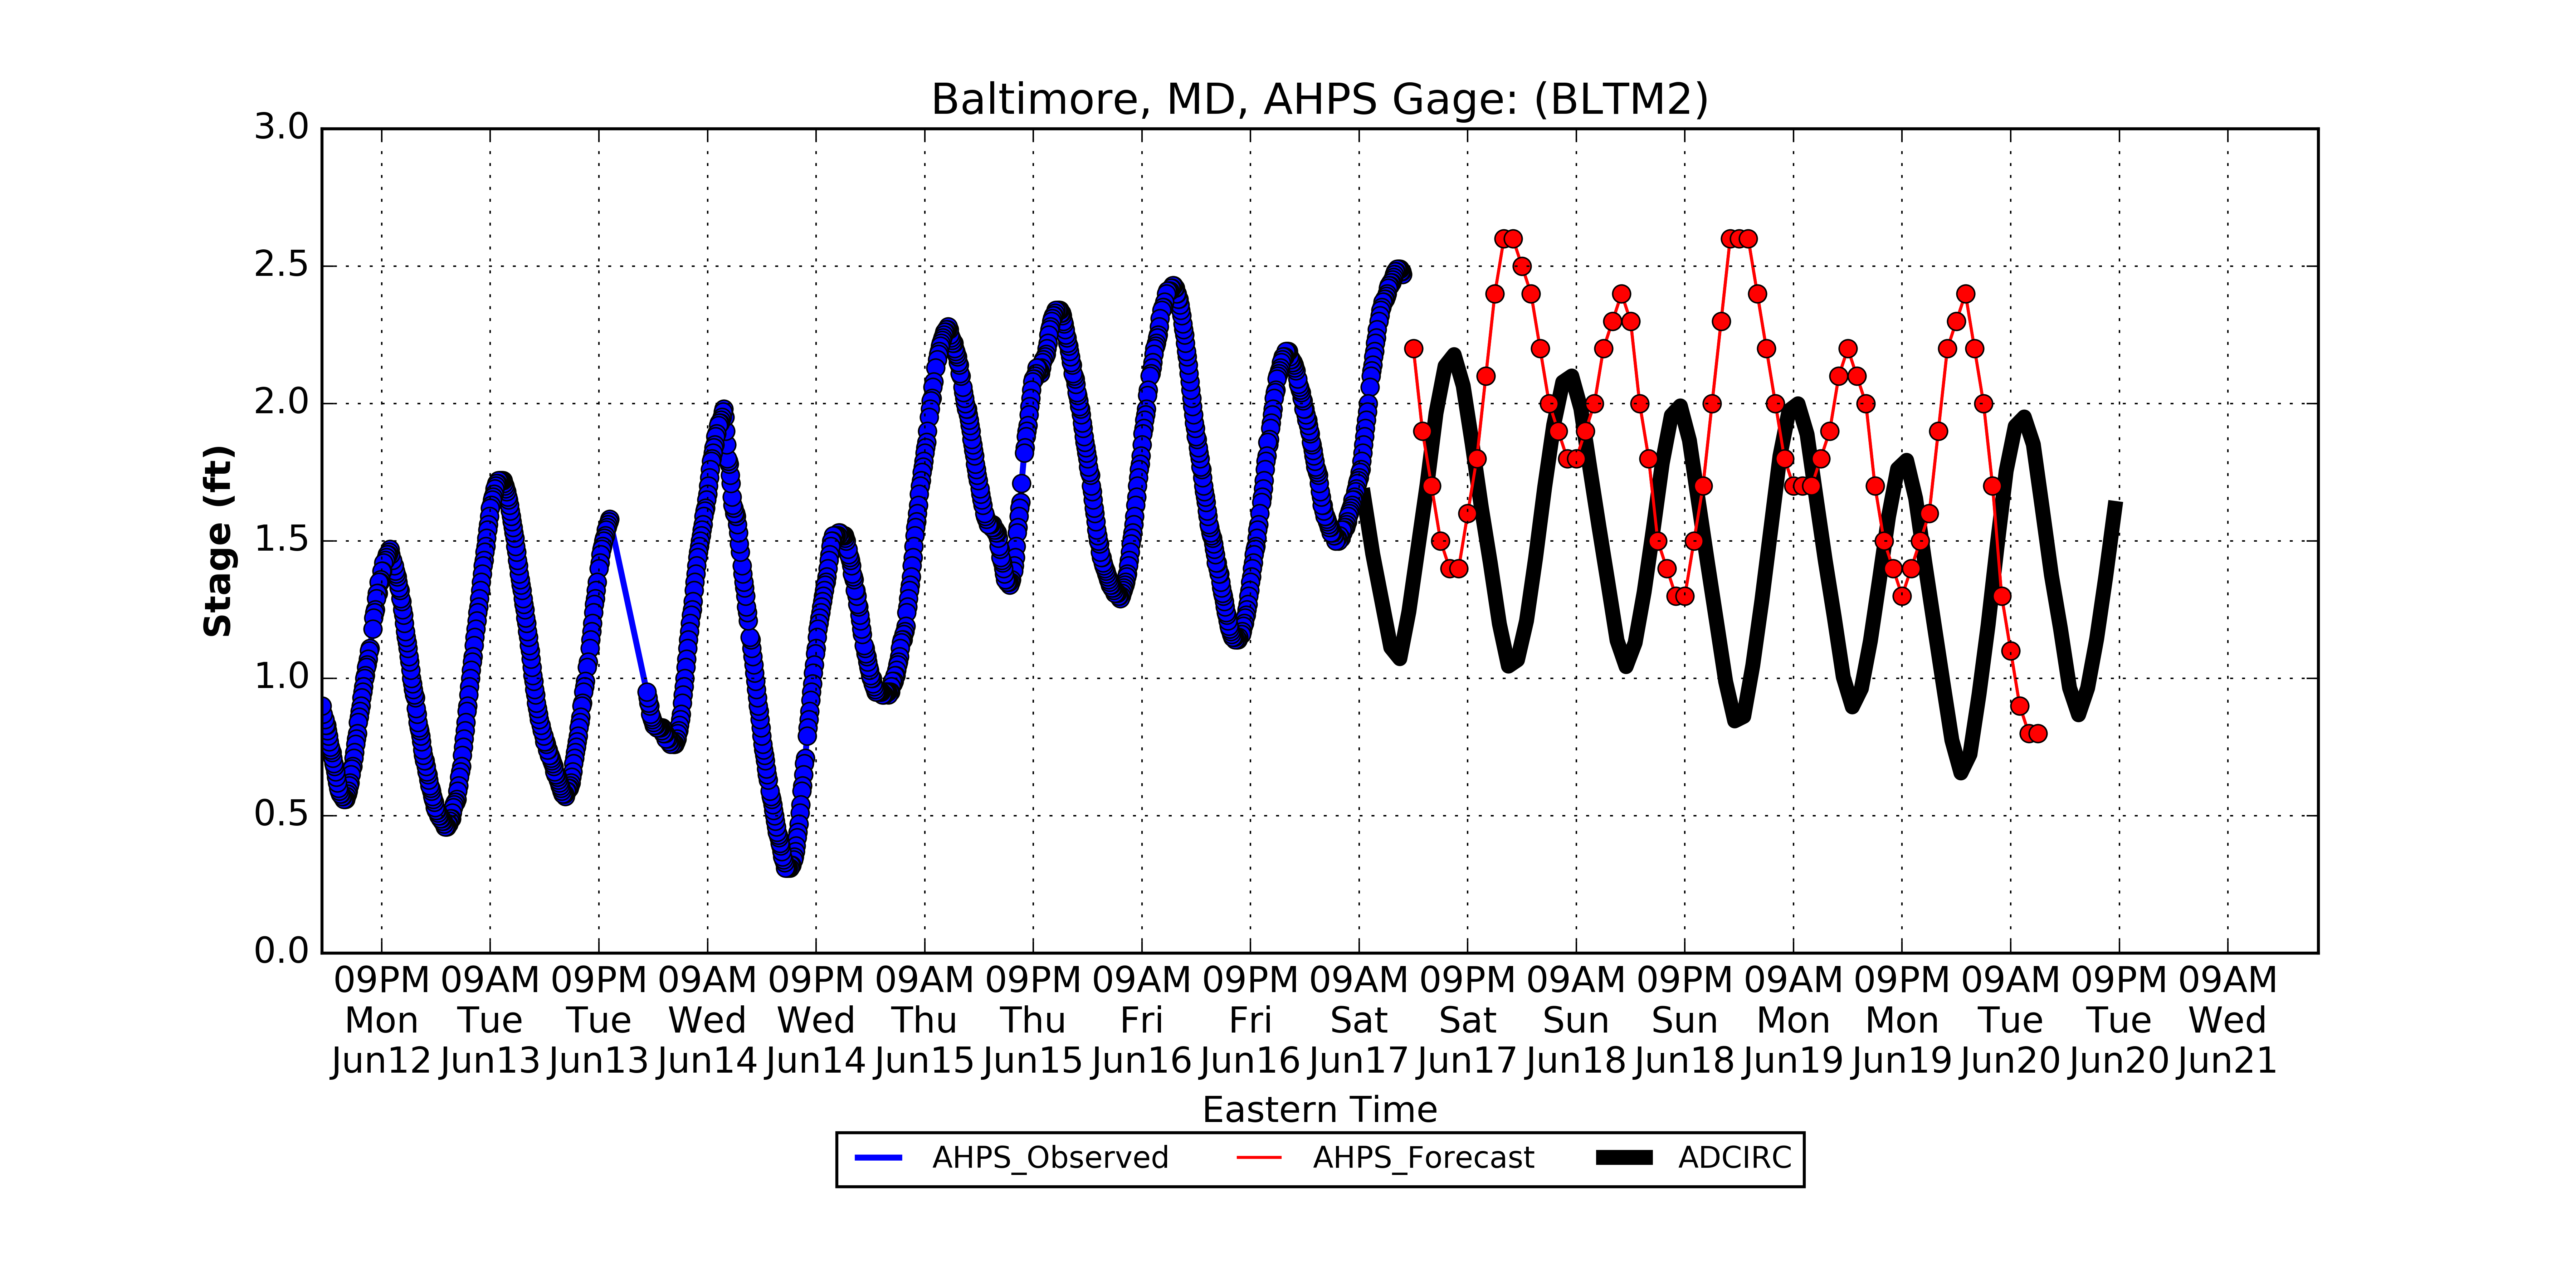 Baltimore, MD, AHPS Gage: (BLTM2)
3.0
2.5
2.0
1.5
1.0
0.5
0.0
Stage (ft)
09PM 09AM 09PM 09AM 09PM 09AM 09PM 09AM 09PM 09AM 09PM 09AM 09PM 09AM 09PM 09AM 09PM 09AM
Mon Tue Tue Wed Wed Thu Thu Fri Fri Sat Sat Sun Sun Mon Mon Tue Tue Wed
Jun12 Jun13 Jun13 Jun14 Jun14 Jun15 Jun15 Jun16 Jun16 Jun17 Jun17 Jun18 Jun18 Jun19 Jun19 Jun20 Jun20 Jun21
Eastern Time
AHPS_Observed AHPS_Forecast ADCIRC